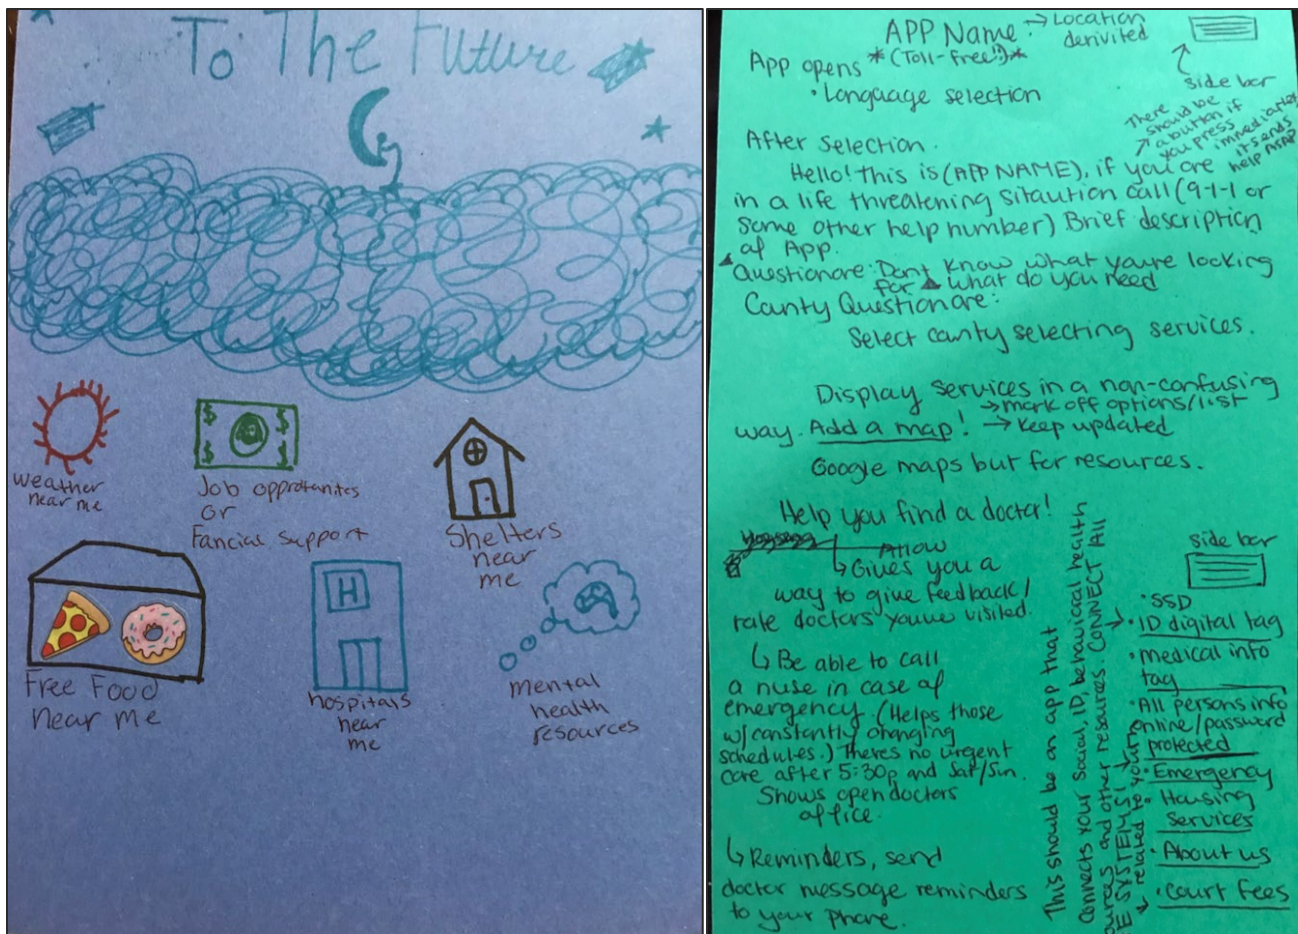 To The Future
weather
near me
Job opprotunites
or
Fancial support
Shelters
near
me
Free Food
near me
H
hospitals
near
me
mental
health
resources
APP Name → Location
derivited
App opens *(Toll-free!!)*
• Language selection
side bar
There
should be
a button if
you press
immediatley
it sends
help ASAP
After selection.
Hello! this is (APP NAME), if you are
in a life threatening sitaution call (9-1-1 or
some other help number) Brief description
of App.
Questionare: Dont know what youre looking
for What do you need
County Questionare:
Select county selecting services.
Display services in a non-confusing
→ mark off options/list
way. Add a map! → Keep updated
Google maps but for resources.
Help you find a doctor!
Allow
↳ Gives you a
way to give feedback/
rate doctors youve visited.
↳ Be able to call
a nuse in case of
emergency. (Helps those
w/constantly changing
schedules.) Theres no urgent
care after 5:30p and Sat/Sun.
Shows open doctors
office.
↳ Reminders, send
doctor message reminders
to your phone.
This should be an app that
connects your Social, ID, behavioral health
and other resources. CONNECT All
SYSTEMS!
related to your
side bar
• SSD
• ID digital tag
• medical info
tag
• All persons info
online/password
protected
• Emergency
Housing
services
• About us
• Court fees